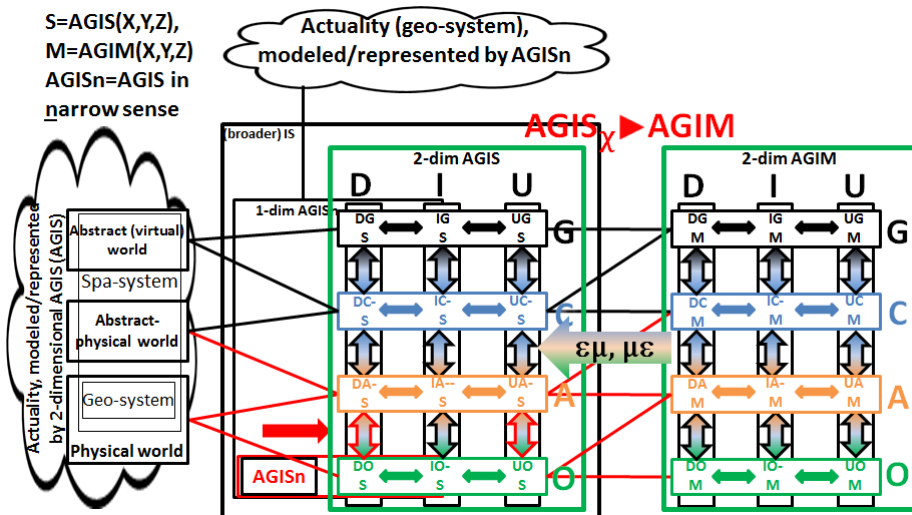 S=AGIS(X,Y,Z),
M=AGIM(X,Y,Z)
AGISn=AGIS in
narrow sense
Actuality (geo-system),
modeled/represented by AGISn
AGISχ►AGIM
(broader) IS
2-dim AGIS
2-dim AGIM
D I U
D I U
1-dim AGISn
Actuality, modeled/represented
by 2-dimensional AGIS (AGIS)
Abstract (virtual)
world
Spa-system
Abstract-
physical world
Geo-system
Physical world
AGISn
DG IG UG
S S S
G
DC- IC- UC-
S S S
C
DA- IA-- UA-
S S S
A
DO IO- UO
S S S
O
εμ, με
DG IG UG
M M M
G
DC IC- UC
M M M
C
DA IA- UA
M M M
A
DO IO- UO
M M M
O